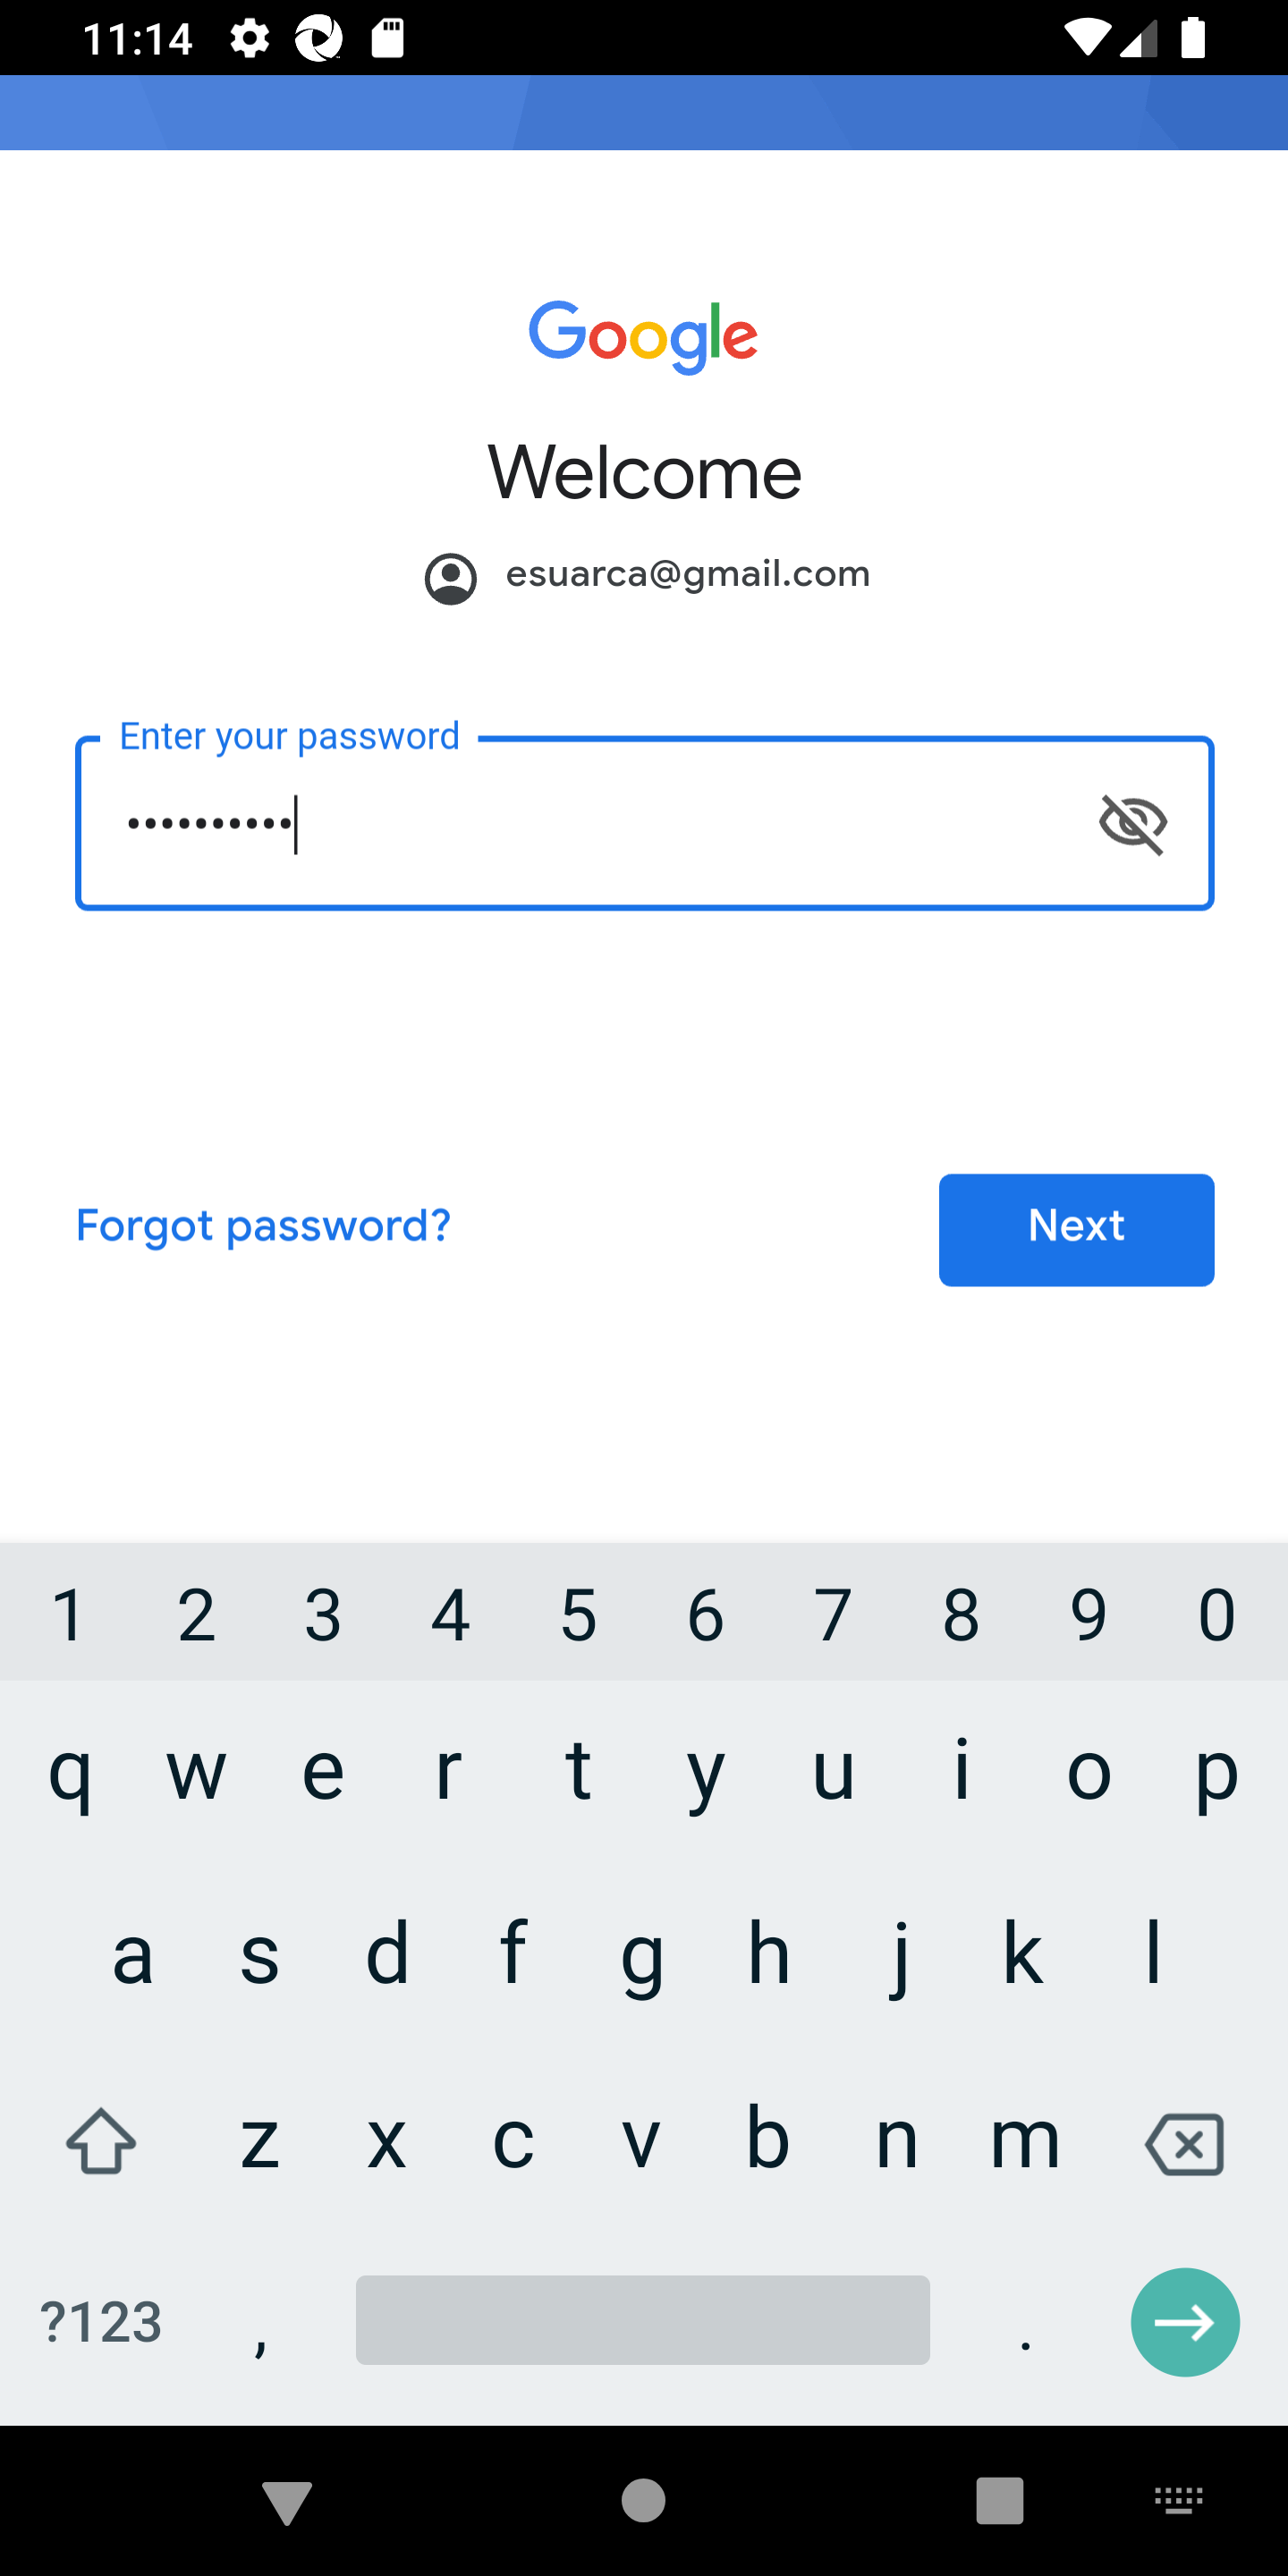 11:14
Google
Welcome
esuarca@gmail.com
Enter your password
••••••••••
Forgot password?
Next
1 2 3 4 5 6 7 8 9 0
q w e r t y u i o p
a s d f g h j k l
z x c v b n m
?123 , .